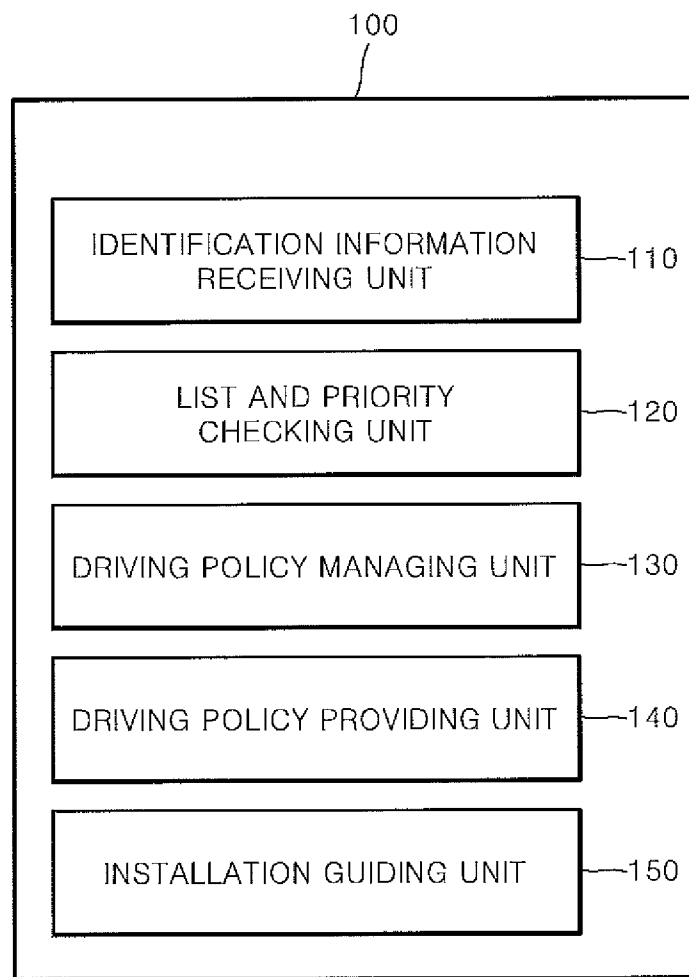 100
IDENTIFICATION INFORMATION
RECEIVING UNIT
110
LIST AND PRIORITY
CHECKING UNIT
120
DRIVING POLICY MANAGING UNIT
130
DRIVING POLICY PROVIDING UNIT
140
INSTALLATION GUIDING UNIT
150